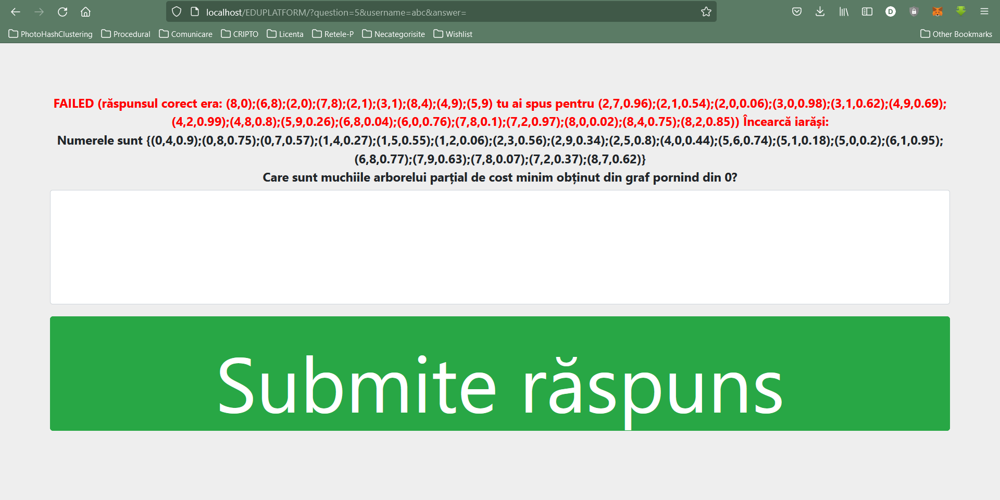 localhost/EDUPLATFORM/?question=5&username=abc&answer=
D
PhotoHashClustering Procedural Comunicare CRIPTO Licenta Retele-P Necategorisite Wishlist Other Bookmarks
FAILED (răspunsul corect era: (8,0);(6,8);(2,0);(7,8);(2,1);(3,1);(8,4);(4,9);(5,9) tu ai spus pentru (2,7,0.96);(2,1,0.54);(2,0,0.06);(3,0,0.98);(3,1,0.62);(4,9,0.69);
(4,2,0.99);(4,8,0.8);(5,9,0.26);(6,8,0.04);(6,0,0.76);(7,8,0.1);(7,2,0.97);(8,0,0.02);(8,4,0.75);(8,2,0.85)) Încearcă iarăși:
Numerele sunt {(0,4,0.9);(0,8,0.75);(0,7,0.57);(1,4,0.27);(1,5,0.55);(1,2,0.06);(2,3,0.56);(2,9,0.34);(2,5,0.8);(4,0,0.44);(5,6,0.74);(5,1,0.18);(5,0,0.2);(6,1,0.95);
(6,8,0.77);(7,9,0.63);(7,8,0.07);(7,2,0.37);(8,7,0.62)}
Care sunt muchiile arborelui parțial de cost minim obținut din graf pornind din 0?
Submite răspuns